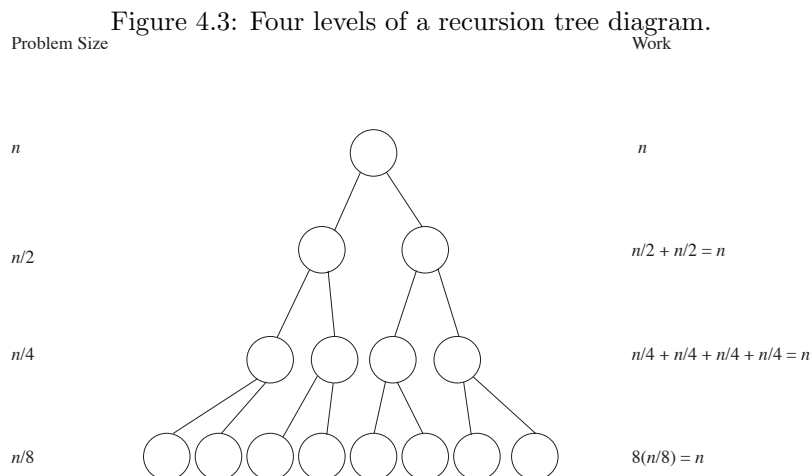 Figure 4.3: Four levels of a recursion tree diagram.
Problem Size Work
n n
n/2 n/2 + n/2 = n
n/4 n/4 + n/4 + n/4 + n/4 = n
n/8 8(n/8) = n